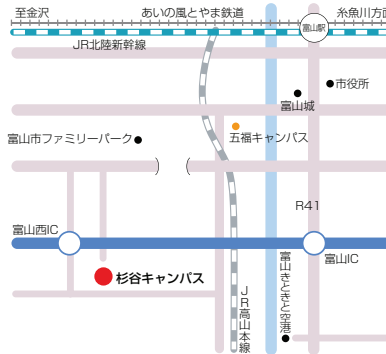 至金沢
あいの風とやま鉄道
富山駅
糸魚川方面
JR北陸新幹線
市役所
富山城
富山市ファミリーパーク
五福キャンパス
R41
富山西IC
富山IC
杉谷キャンパス
JR高山本線
富山きときと空港